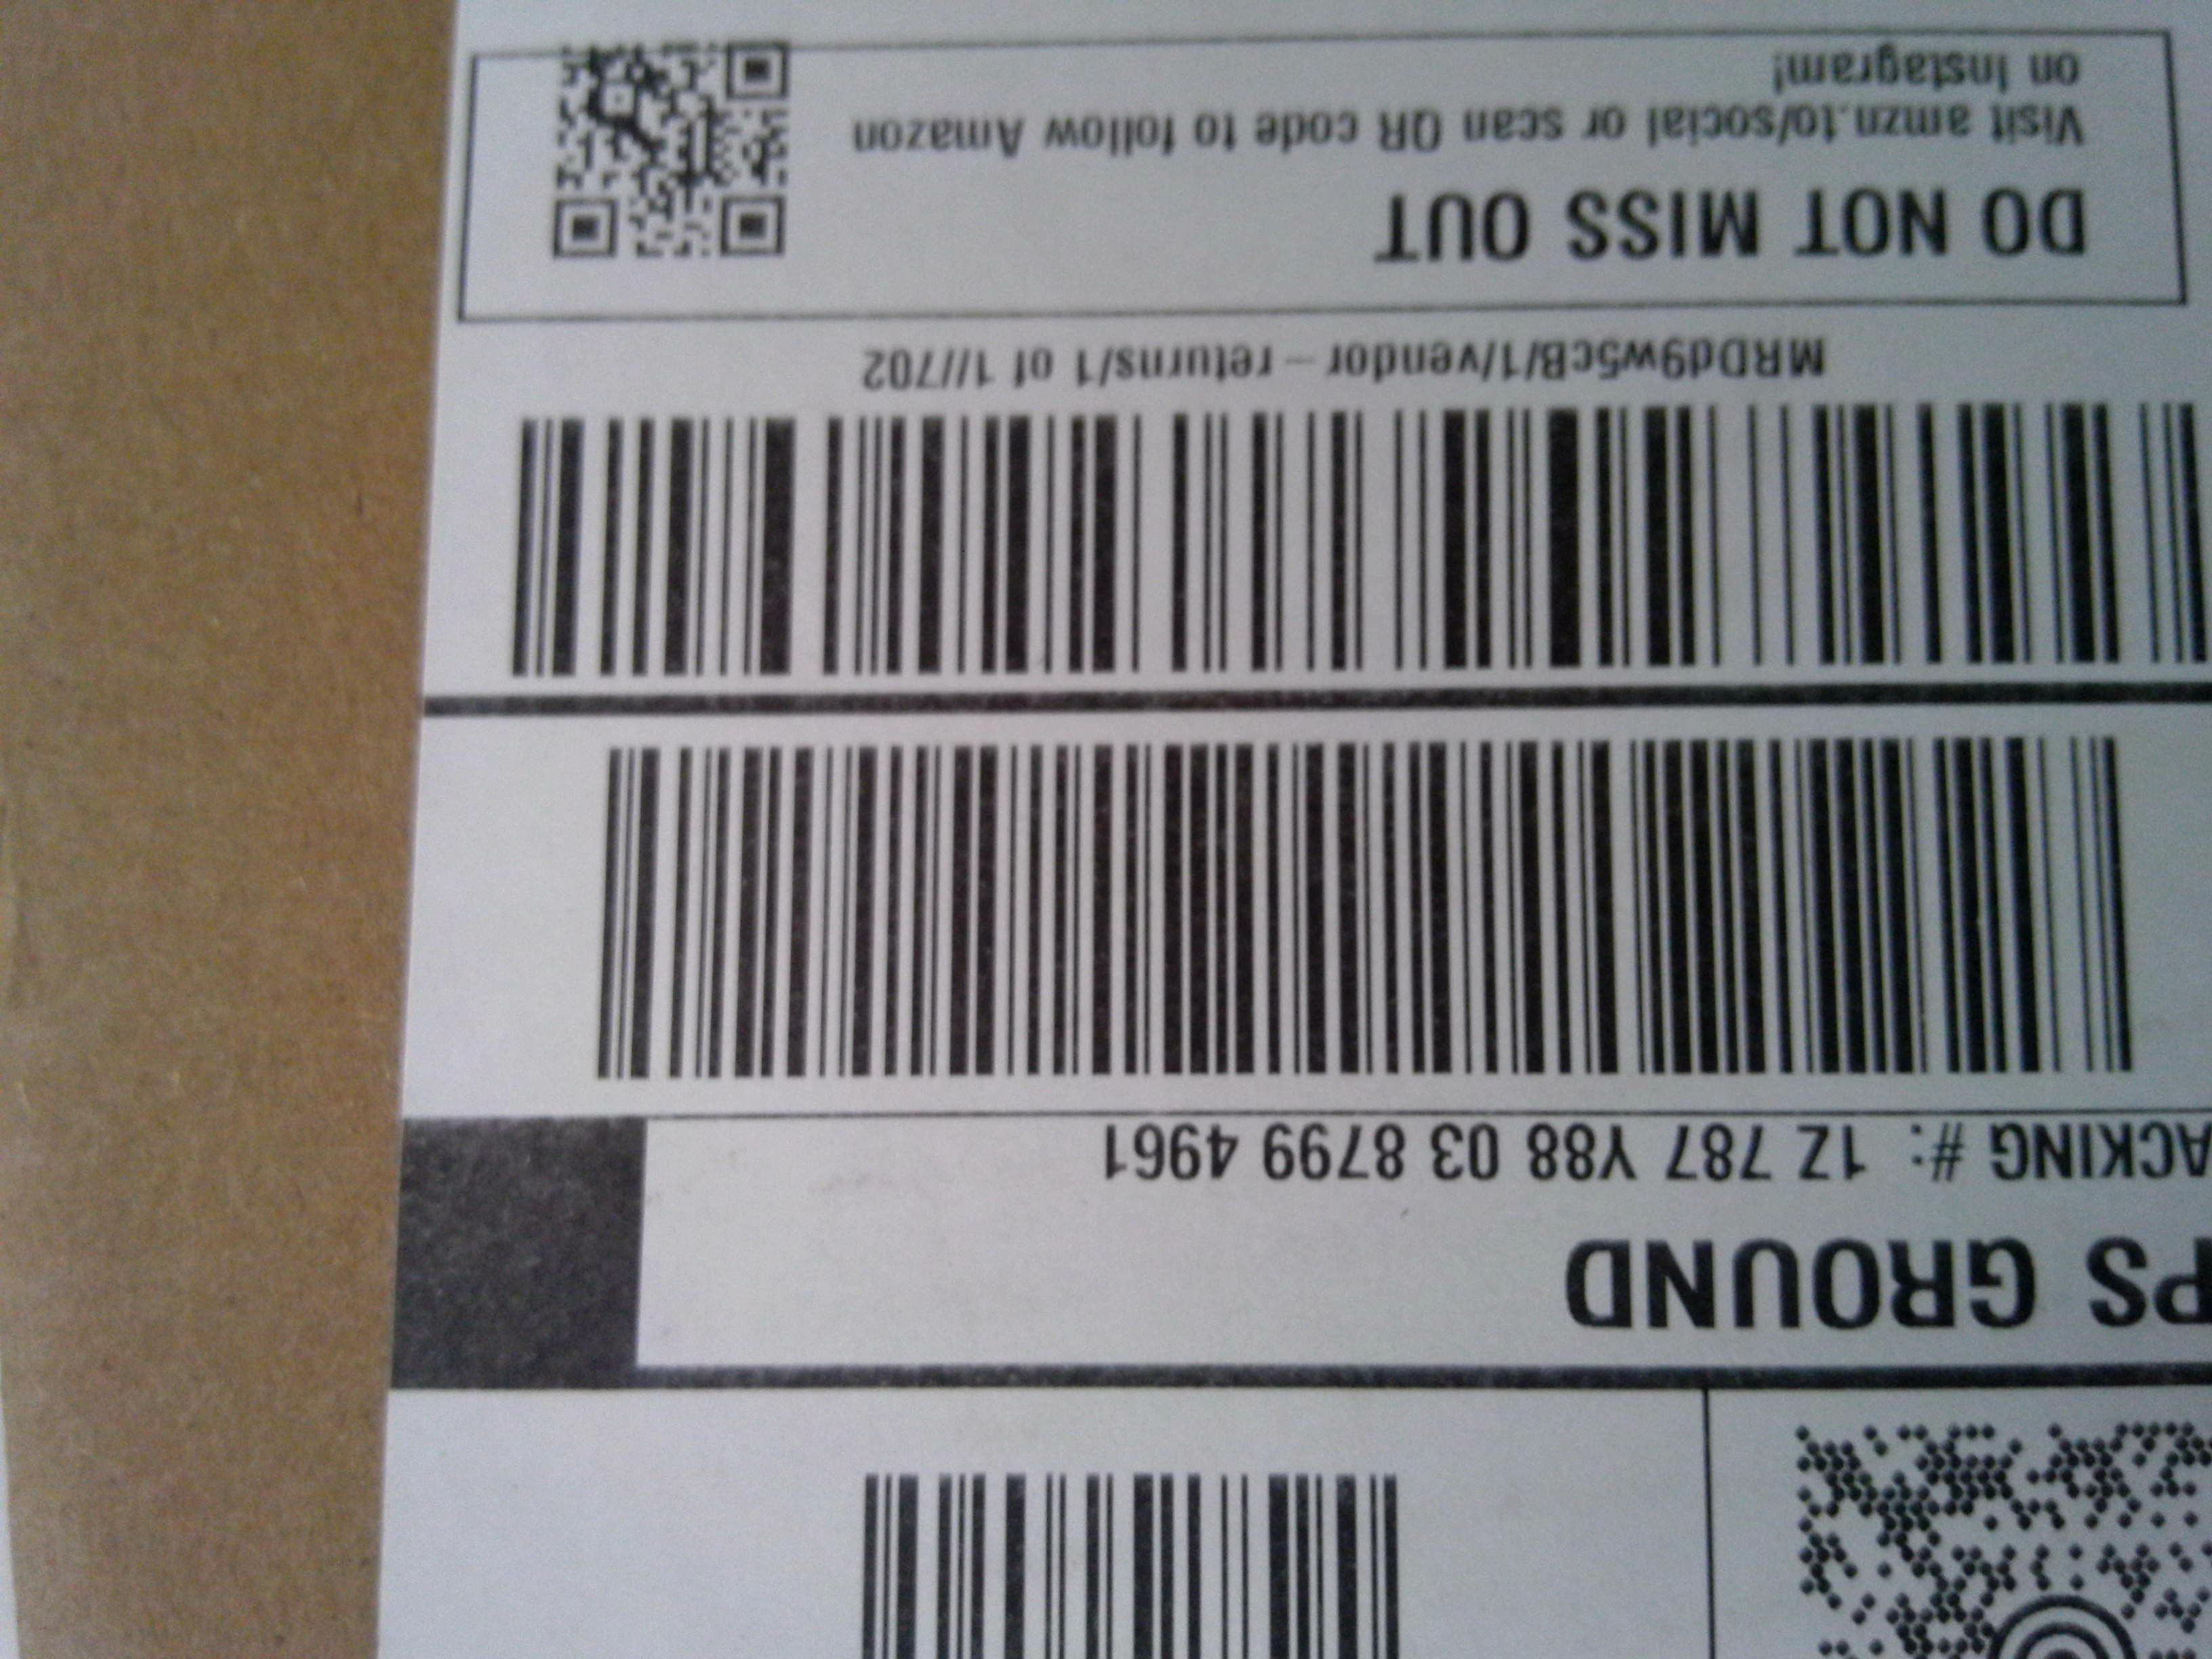 PS GROUND
ACKING #: 1Z 787 Y88 03 8799 4961
MRDd9w5cB/1/vendor-returns/1 of 1//702
DO NOT MISS OUT
Visit amzn.to/social or scan QR code to follow Amazon
on Instagram!